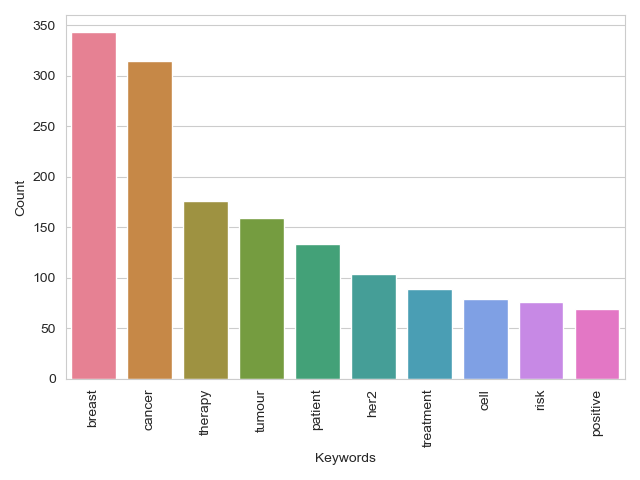 350
300
250
200
150
100
50
0
Count
breast
cancer
therapy
tumour
patient
her2
treatment
cell
risk
positive
Keywords